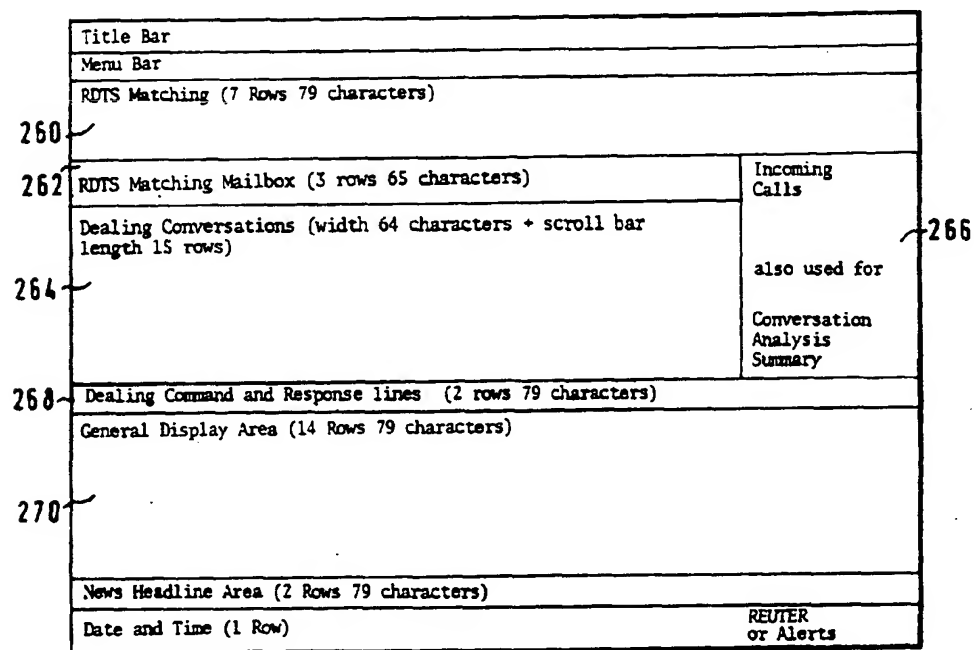 Title Bar
Menu Bar
RDTS Matching (7 Rows 79 characters)
260
262
RDTS Matching Mailbox (3 rows 65 characters)
Incoming
Calls
Dealing Conversations (width 64 characters + scroll bar
length 15 rows)
266
264
also used for
Conversation
Analysis
Summary
268
Dealing Command and Response lines (2 rows 79 characters)
General Display Area (14 Rows 79 characters)
270
News Headline Area (2 Rows 79 characters)
Date and Time (1 Row)
REUTER
or Alerts